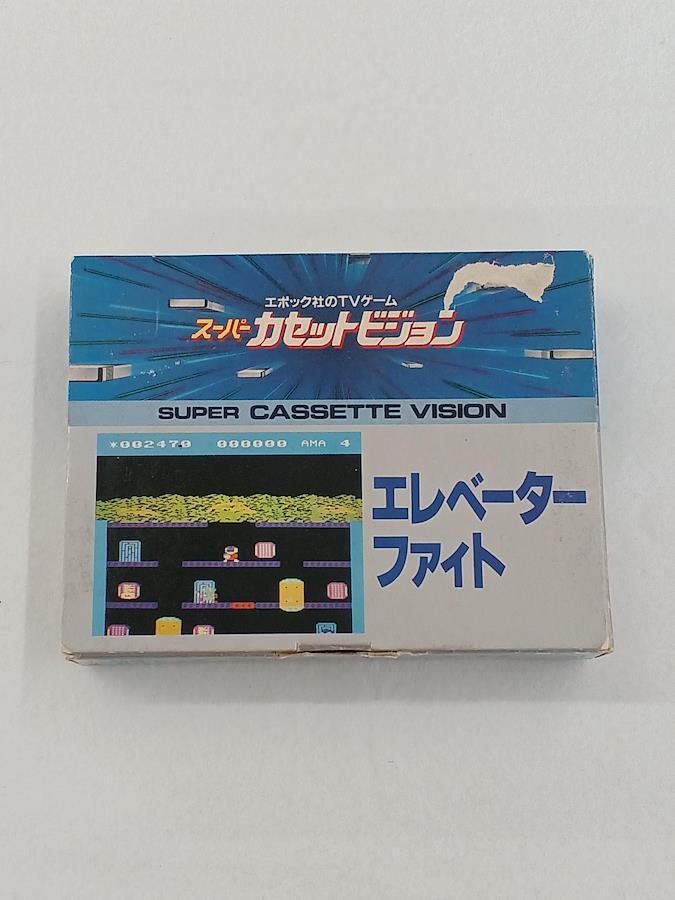 エポック社のTVゲーム
スーパーカセットビジョン
SUPER CASSETTE VISION
*002470 000000 AMA 4
エレベーター
ファイト